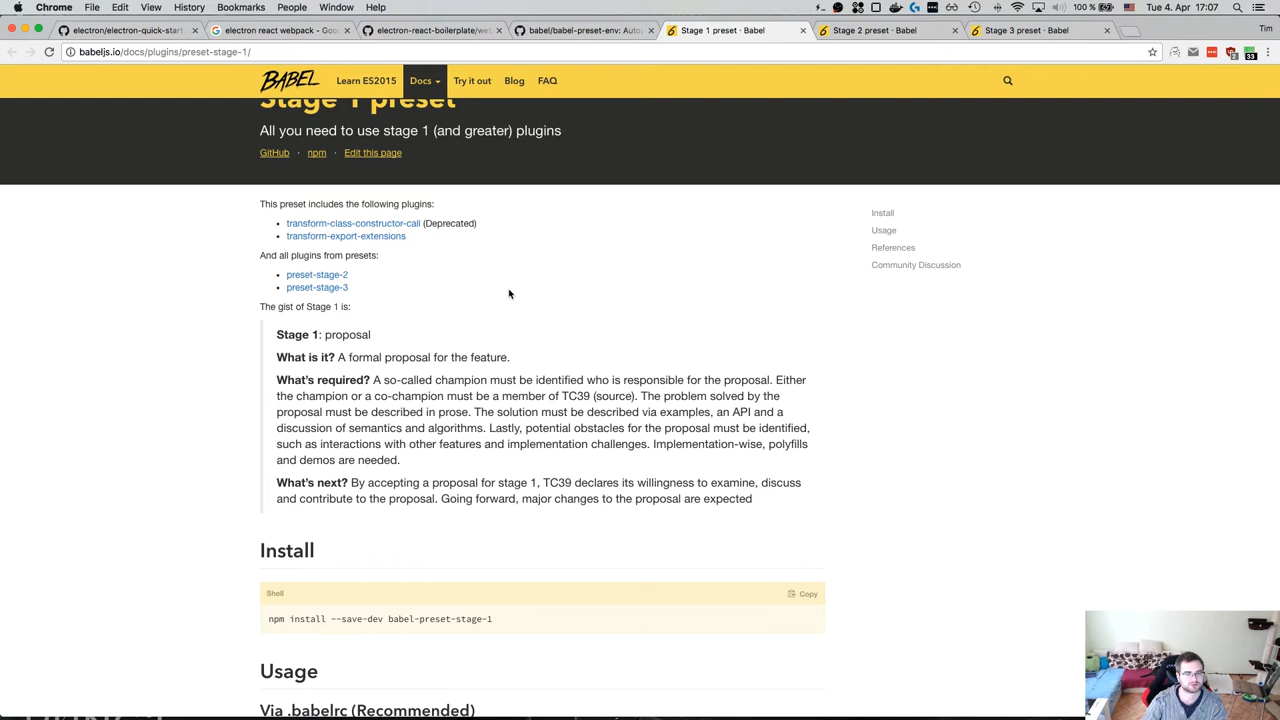 Chrome File Edit View History Bookmarks People Window Help 100 % Tue 4. Apr 17:07
electron/electron-quick-start
electron react webpack - Goo
electron-react-boilerplate/we
babel/babel-preset-env: Auto
Stage 1 preset · Babel
Stage 2 preset · Babel
Stage 3 preset · Babel
Tim
babeljs.io/docs/plugins/preset-stage-1/
2
33
BABEL
Learn ES2015 Docs Try it out Blog FAQ
Stage 1 preset
All you need to use stage 1 (and greater) plugins
GitHub · npm · Edit this page
This preset includes the following plugins:
• transform-class-constructor-call (Deprecated)
• transform-export-extensions
And all plugins from presets:
• preset-stage-2
• preset-stage-3
The gist of Stage 1 is:
Stage 1: proposal
What is it? A formal proposal for the feature.
What's required? A so-called champion must be identified who is responsible for the proposal. Either
the champion or a co-champion must be a member of TC39 (source). The problem solved by the
proposal must be described in prose. The solution must be described via examples, an API and a
discussion of semantics and algorithms. Lastly, potential obstacles for the proposal must be identified,
such as interactions with other features and implementation challenges. Implementation-wise, polyfills
and demos are needed.
What's next? By accepting a proposal for stage 1, TC39 declares its willingness to examine, discuss
and contribute to the proposal. Going forward, major changes to the proposal are expected
Install
Usage
References
Community Discussion
Install
Shell Copy
npm install --save-dev babel-preset-stage-1
Usage
Via .babelrc (Recommended)